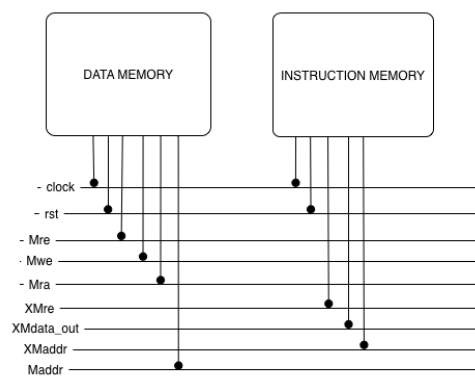 DATA MEMORY
INSTRUCTION MEMORY
- clock
- rst
- Mre
- Mwe
- Mra
XMre
XMdata_out
XMaddr
Maddr